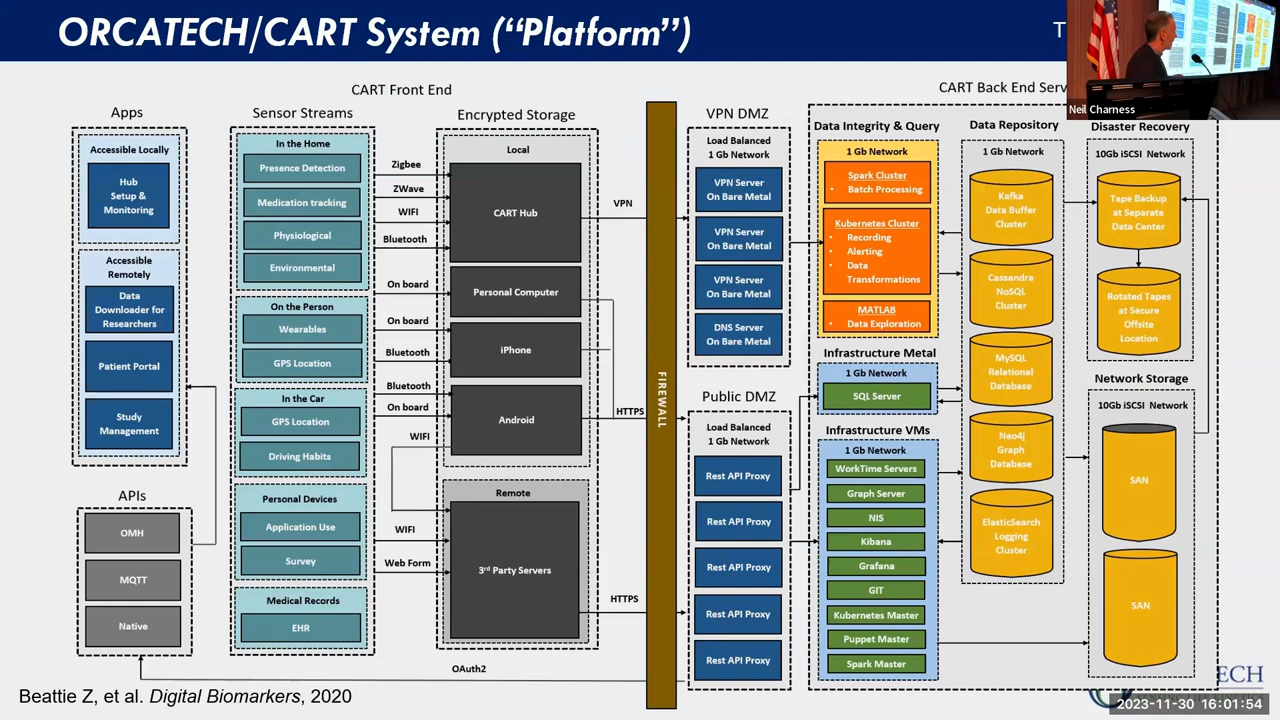 ORCATECH/CART System ("Platform")
T
Neil Charness
CART Front End
CART Back End Serv
Apps
Accessible Locally
Hub
Setup &
Monitoring
Accessible
Remotely
Data
Downloader for
Researchers
Patient Portal
Study
Management
APIs
OMH
MQTT
Native
Sensor Streams
In the Home
Presence Detection
Medication tracking
Physiological
Environmental
On the Person
Wearables
GPS Location
In the Car
GPS Location
Driving Habits
Personal Devices
Application Use
Survey
Medical Records
EHR
Zigbee
ZWave
WIFI
Bluetooth
On board
On board
Bluetooth
Bluetooth
On board
WIFI
WIFI
Web Form
Encrypted Storage
Local
CART Hub
Personal Computer
iPhone
Android
Remote
3rd Party Servers
VPN
HTTPS
HTTPS
OAuth2
FIREWALL
VPN DMZ
Load Balanced
1 Gb Network
VPN Server
On Bare Metal
VPN Server
On Bare Metal
VPN Server
On Bare Metal
DNS Server
On Bare Metal
Public DMZ
Load Balanced
1 Gb Network
Rest API Proxy
Rest API Proxy
Rest API Proxy
Rest API Proxy
Rest API Proxy
Data Integrity & Query
1 Gb Network
Spark Cluster
• Batch Processing
Kubernetes Cluster
• Recording
• Alerting
• Data
Transformations
MATLAB
• Data Exploration
Infrastructure Metal
1 Gb Network
SQL Server
Infrastructure VMs
1 Gb Network
WorkTime Servers
Graph Server
NIS
Kibana
Grafana
GIT
Kubernetes Master
Puppet Master
Spark Master
Data Repository
1 Gb Network
Kafka
Data Buffer
Cluster
Cassandra
NoSQL
Cluster
MySQL
Relational
Database
Neo4j
Graph
Database
ElasticSearch
Logging
Cluster
Disaster Recovery
10Gb iSCSI Network
Tape Backup
at Separate
Data Center
Rotated Tapes
at Secure
Offsite
Location
Network Storage
10Gb iSCSI Network
SAN
SAN
Beattie Z, et al. Digital Biomarkers, 2020
ECH
2023-11-30 16:01:54